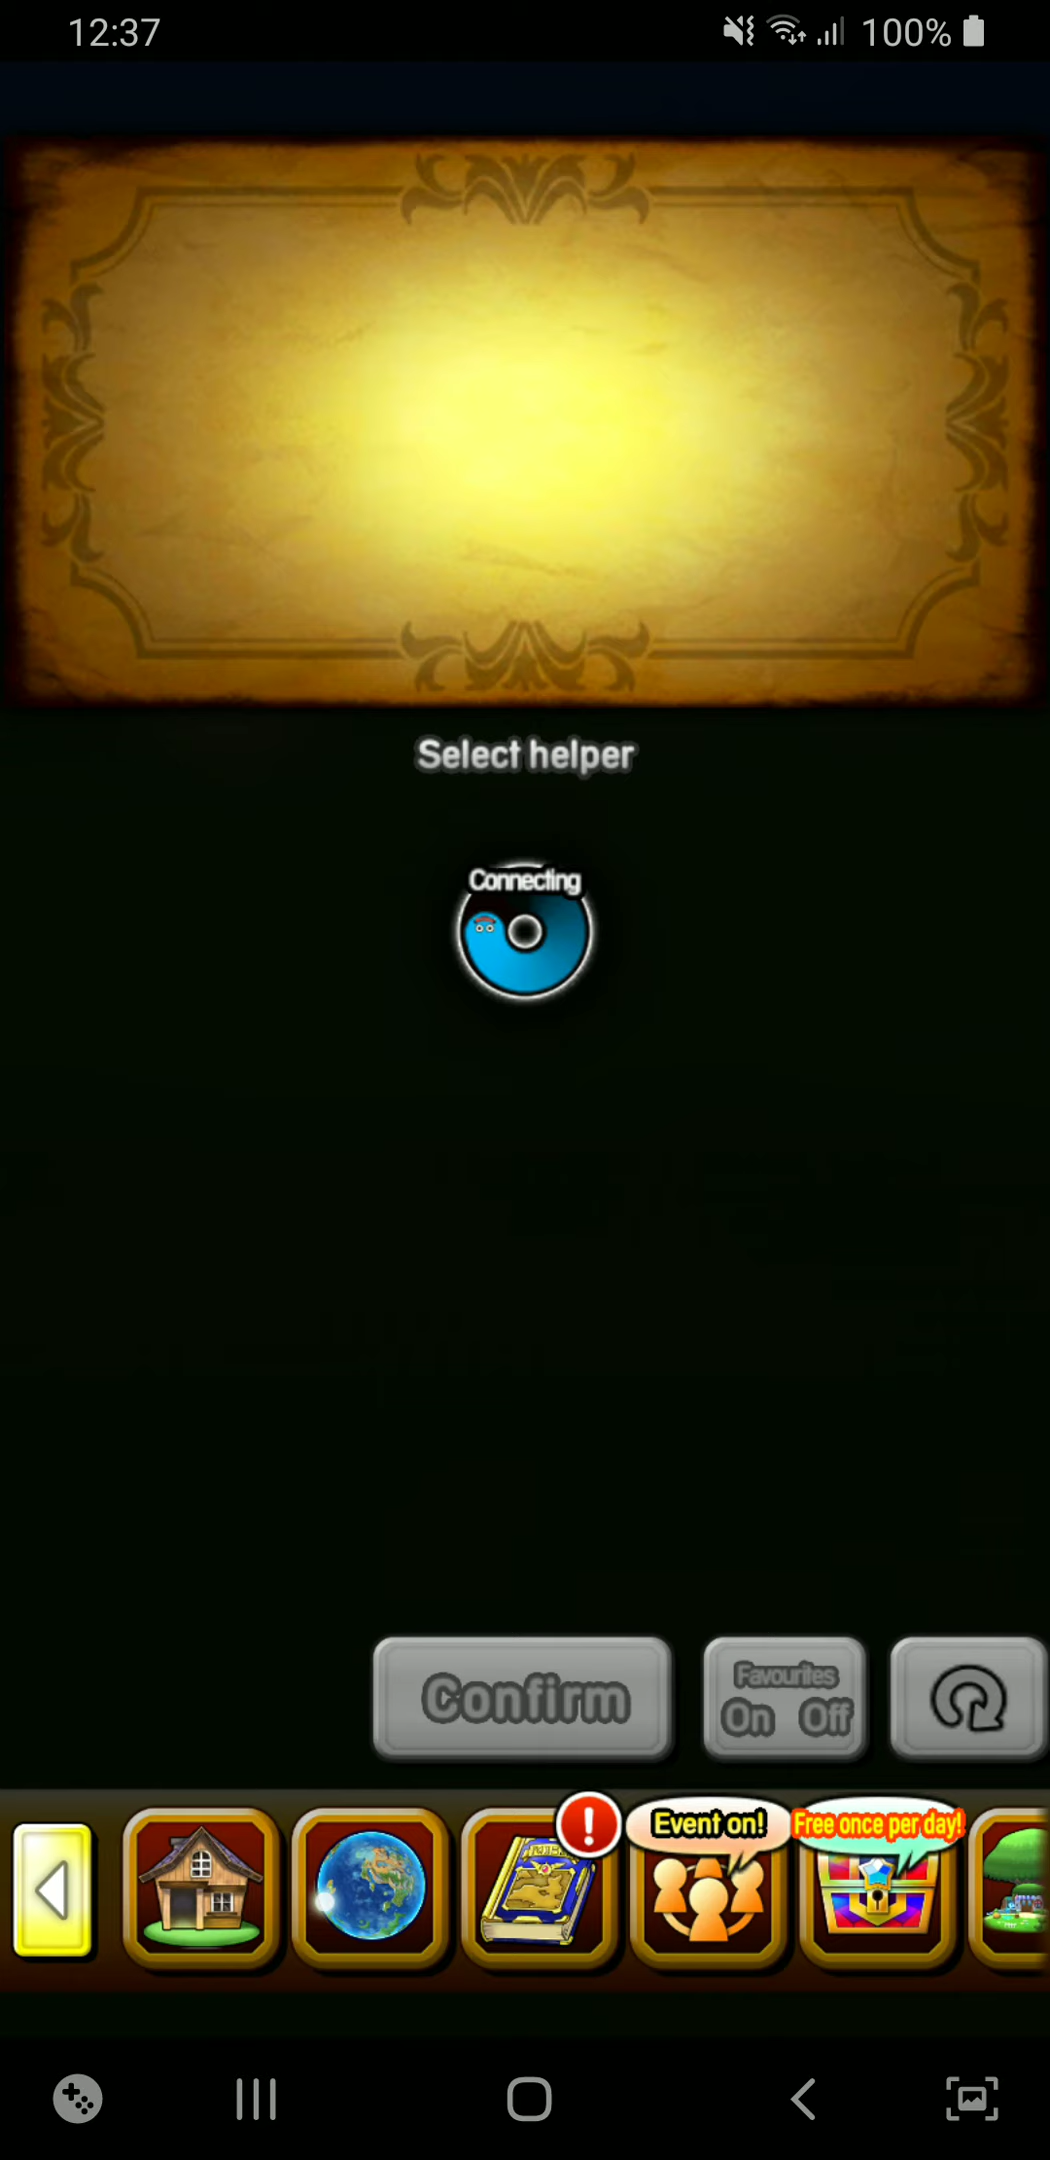 12:37
100%
Select helper
Connecting
Confirm
Favourites
On Off
Event on!
Free once per day!